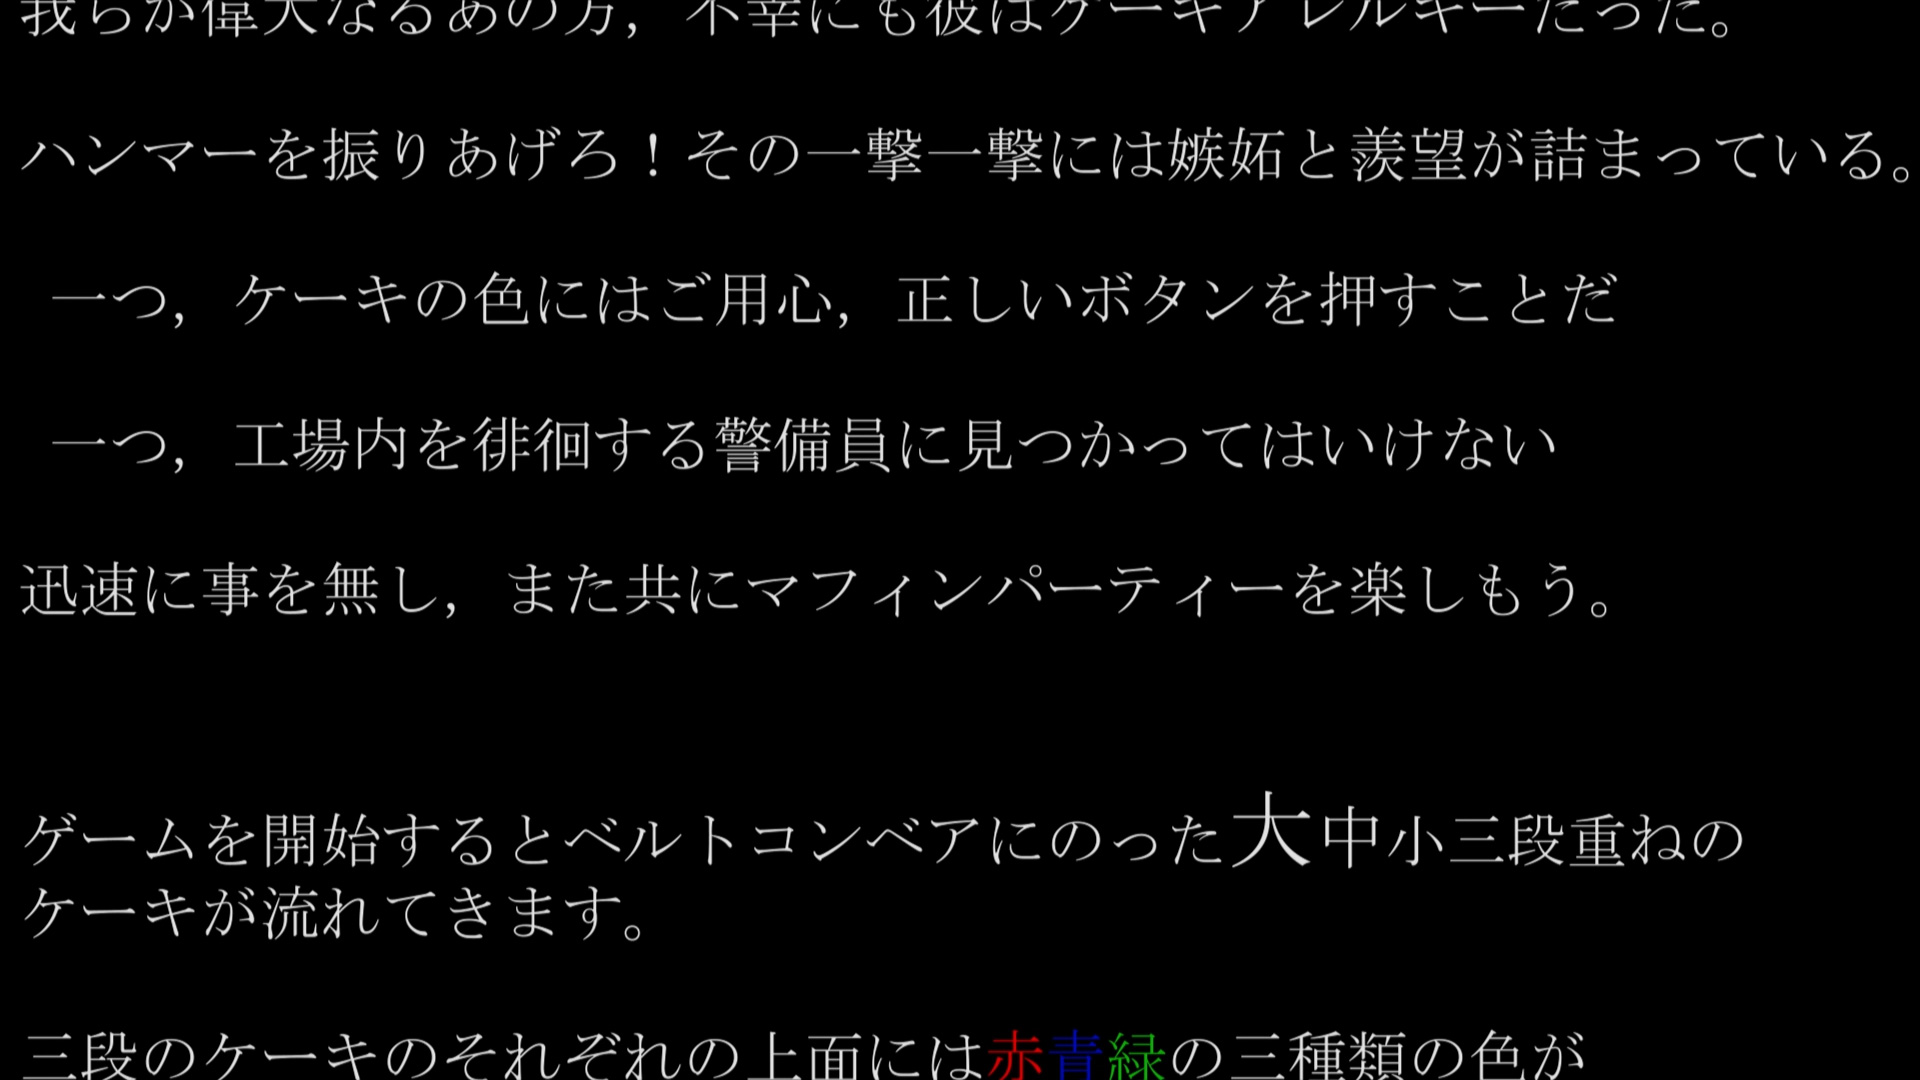 我らが偉大なるあの方，不幸にも彼はケーキアレルギーだった。
ハンマーを振りあげろ！その一撃一撃には嫉妬と羨望が詰まっている。
一つ，ケーキの色にはご用心，正しいボタンを押すことだ
一つ，工場内を徘徊する警備員に見つかってはいけない
迅速に事を無し，また共にマフィンパーティーを楽しもう。
ゲームを開始するとベルトコンベアにのった大中小三段重ねの
ケーキが流れてきます。
三段のケーキのそれぞれの上面には赤青緑の三種類の色が